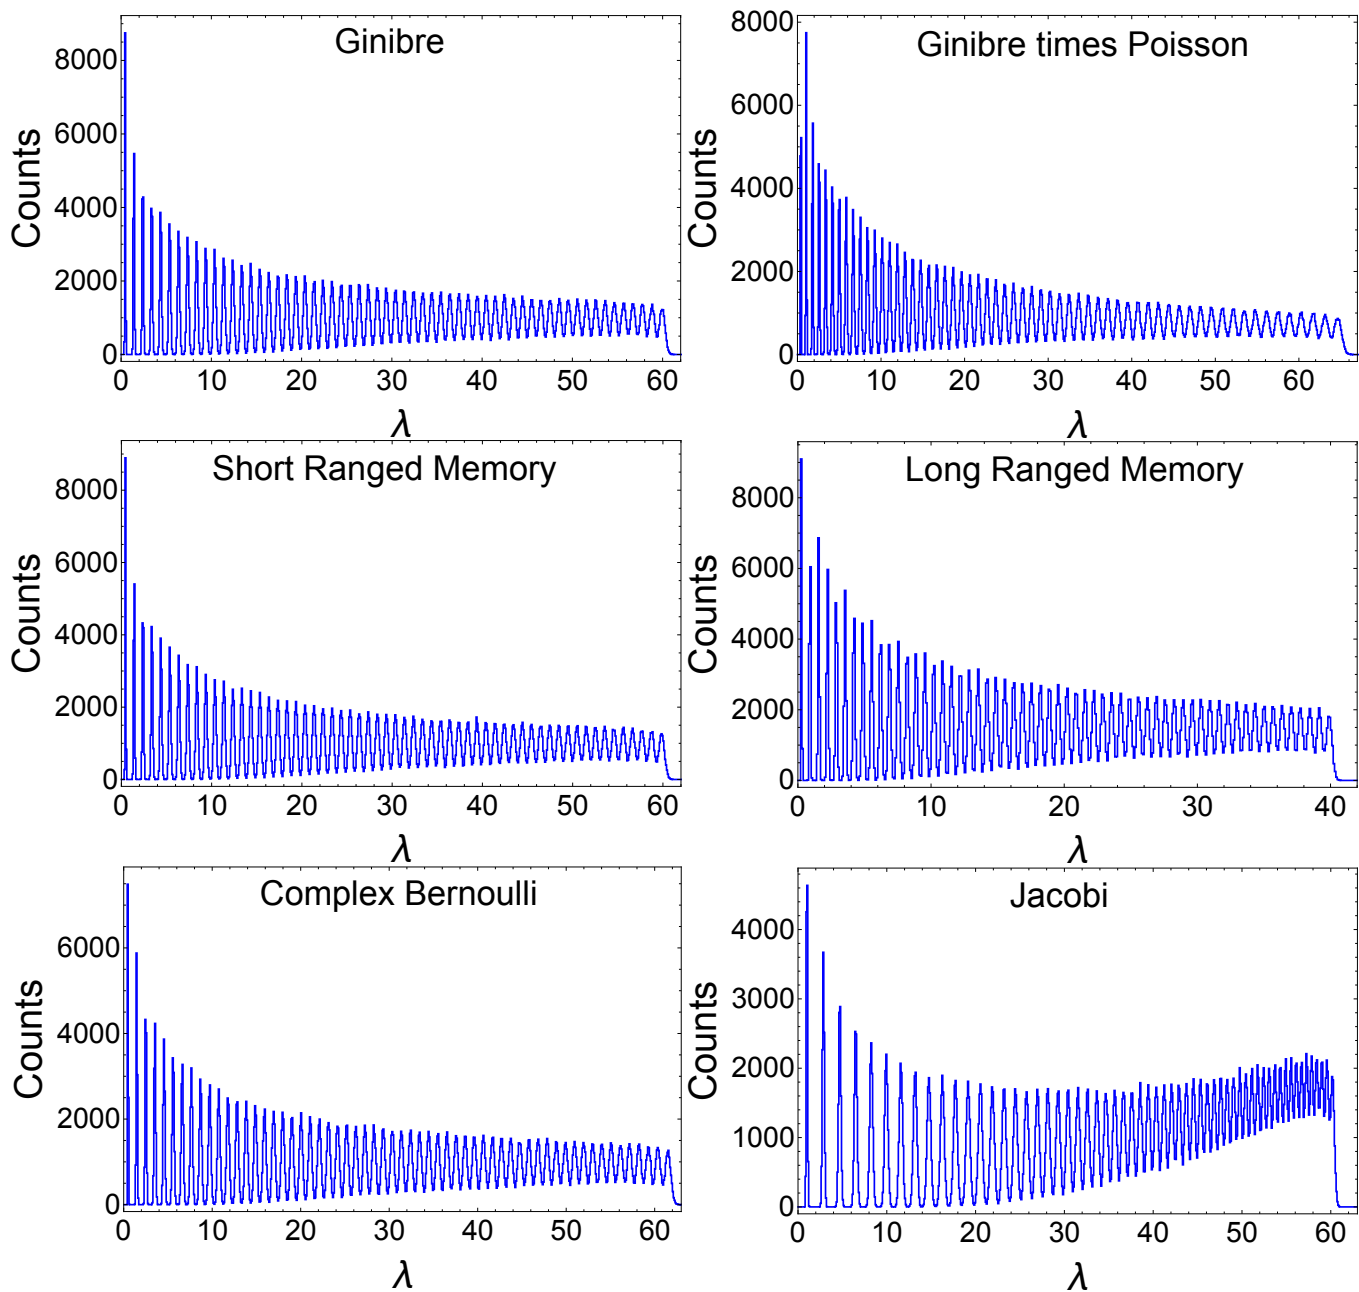 Ginibre
Counts
8000
6000
4000
2000
0
0 10 20 30 40 50 60
λ
Ginibre times Poisson
Counts
8000
6000
4000
2000
0
0 10 20 30 40 50 60
λ
Short Ranged Memory
Counts
8000
6000
4000
2000
0
0 10 20 30 40 50 60
λ
Long Ranged Memory
Counts
8000
6000
4000
2000
0
0 10 20 30 40
λ
Complex Bernoulli
Counts
6000
4000
2000
0
0 10 20 30 40 50 60
λ
Jacobi
Counts
4000
3000
2000
1000
0
0 10 20 30 40 50 60
λ